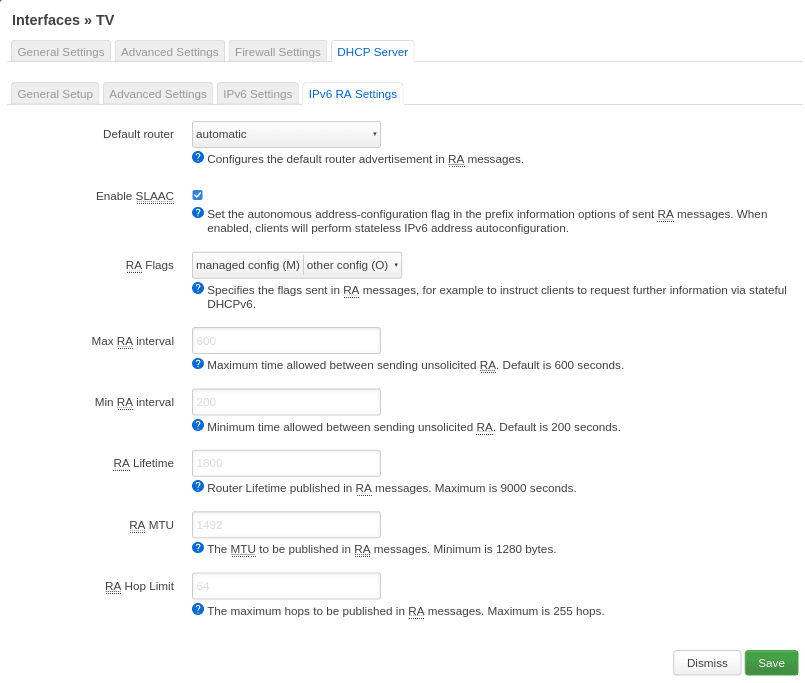 Interfaces » TV
General Settings Advanced Settings Firewall Settings DHCP Server
General Setup Advanced Settings IPv6 Settings IPv6 RA Settings
Default router automatic
? Configures the default router advertisement in RA messages.
Enable SLAAC
? Set the autonomous address-configuration flag in the prefix information options of sent RA messages. When
enabled, clients will perform stateless IPv6 address autoconfiguration.
RA Flags managed config (M) other config (O)
? Specifies the flags sent in RA messages, for example to instruct clients to request further information via stateful
DHCPv6.
Max RA interval 600
? Maximum time allowed between sending unsolicited RA. Default is 600 seconds.
Min RA interval 200
? Minimum time allowed between sending unsolicited RA. Default is 200 seconds.
RA Lifetime 1800
? Router Lifetime published in RA messages. Maximum is 9000 seconds.
RA MTU 1492
? The MTU to be published in RA messages. Minimum is 1280 bytes.
RA Hop Limit 64
? The maximum hops to be published in RA messages. Maximum is 255 hops.
Dismiss Save